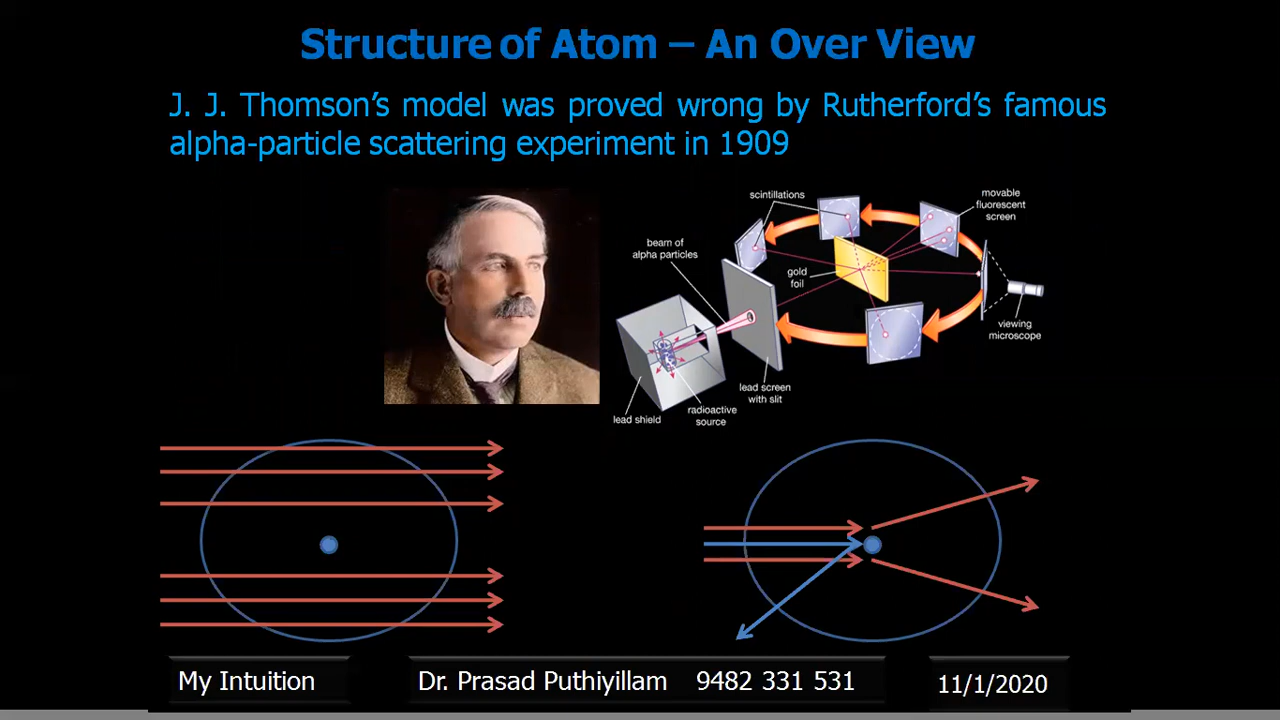 Structure of Atom – An Over View
J. J. Thomson's model was proved wrong by Rutherford's famous
alpha-particle scattering experiment in 1909
scintillations
movable
fluorescent
screen
beam of
alpha particles
gold
foil
viewing
microscope
lead screen
with slit
radioactive
source
lead shield
My Intuition
Dr. Prasad Puthiyillam 9482 331 531
11/1/2020